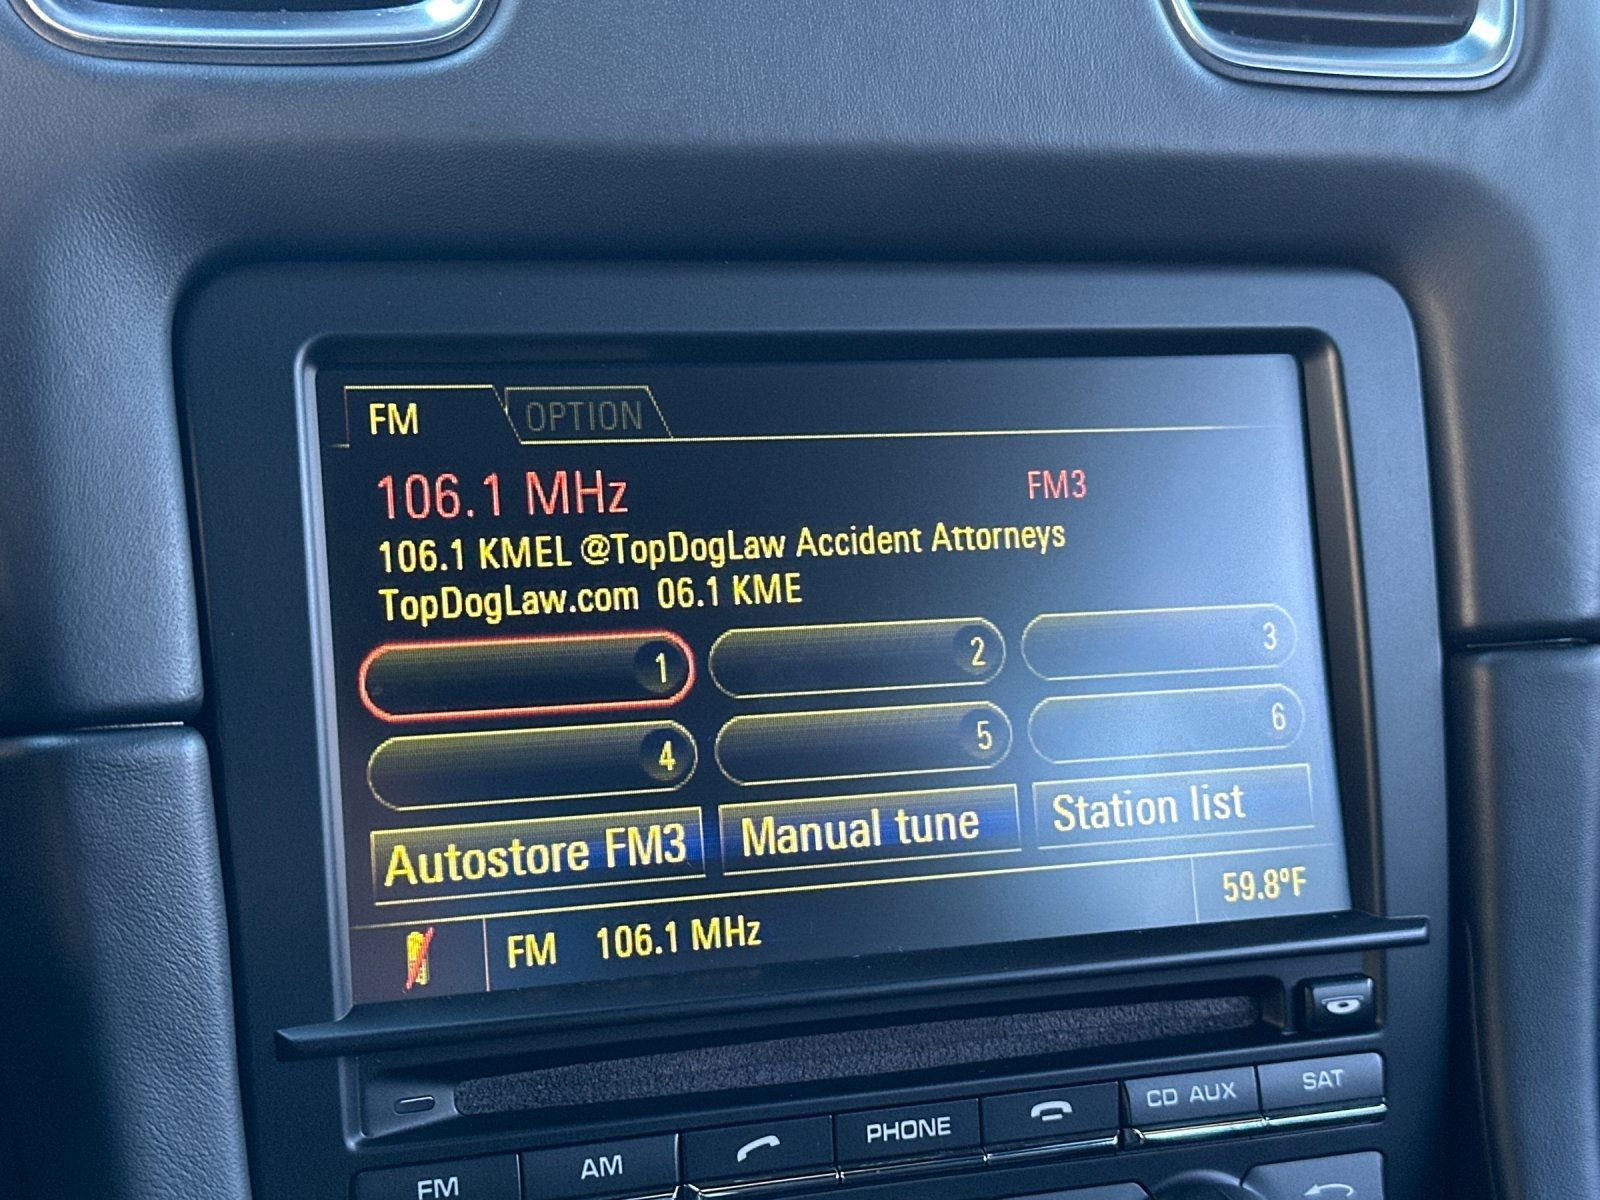 FM OPTION
106.1 MHz FM3
106.1 KMEL @TopDogLaw Accident Attorneys
TopDogLaw.com 06.1 KME
1 2 3
4 5 6
Autostore FM3 Manual tune Station list
FM 106.1 MHz 59.8°F
FM AM PHONE CD AUX SAT